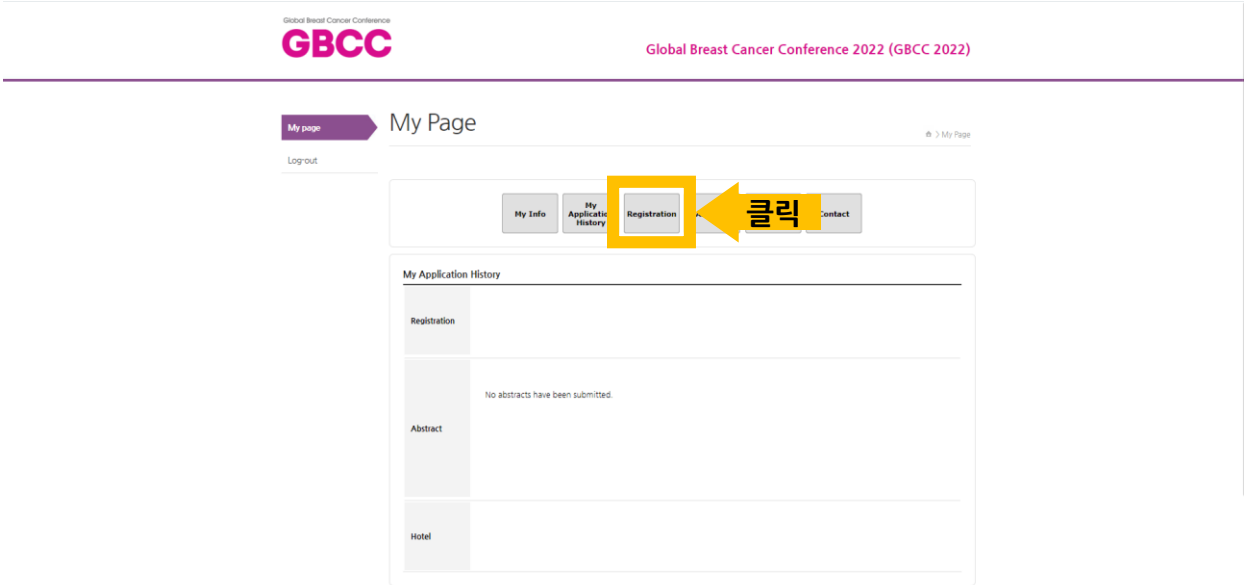 Global Breast Cancer Conference
GBCC
Global Breast Cancer Conference 2022 (GBCC 2022)
My page
Log-out
My Page
> My Page
My Info
My
History
Registration
클릭
Contact
My Application History
Registration
No abstracts have been submitted.
Abstract
Hotel